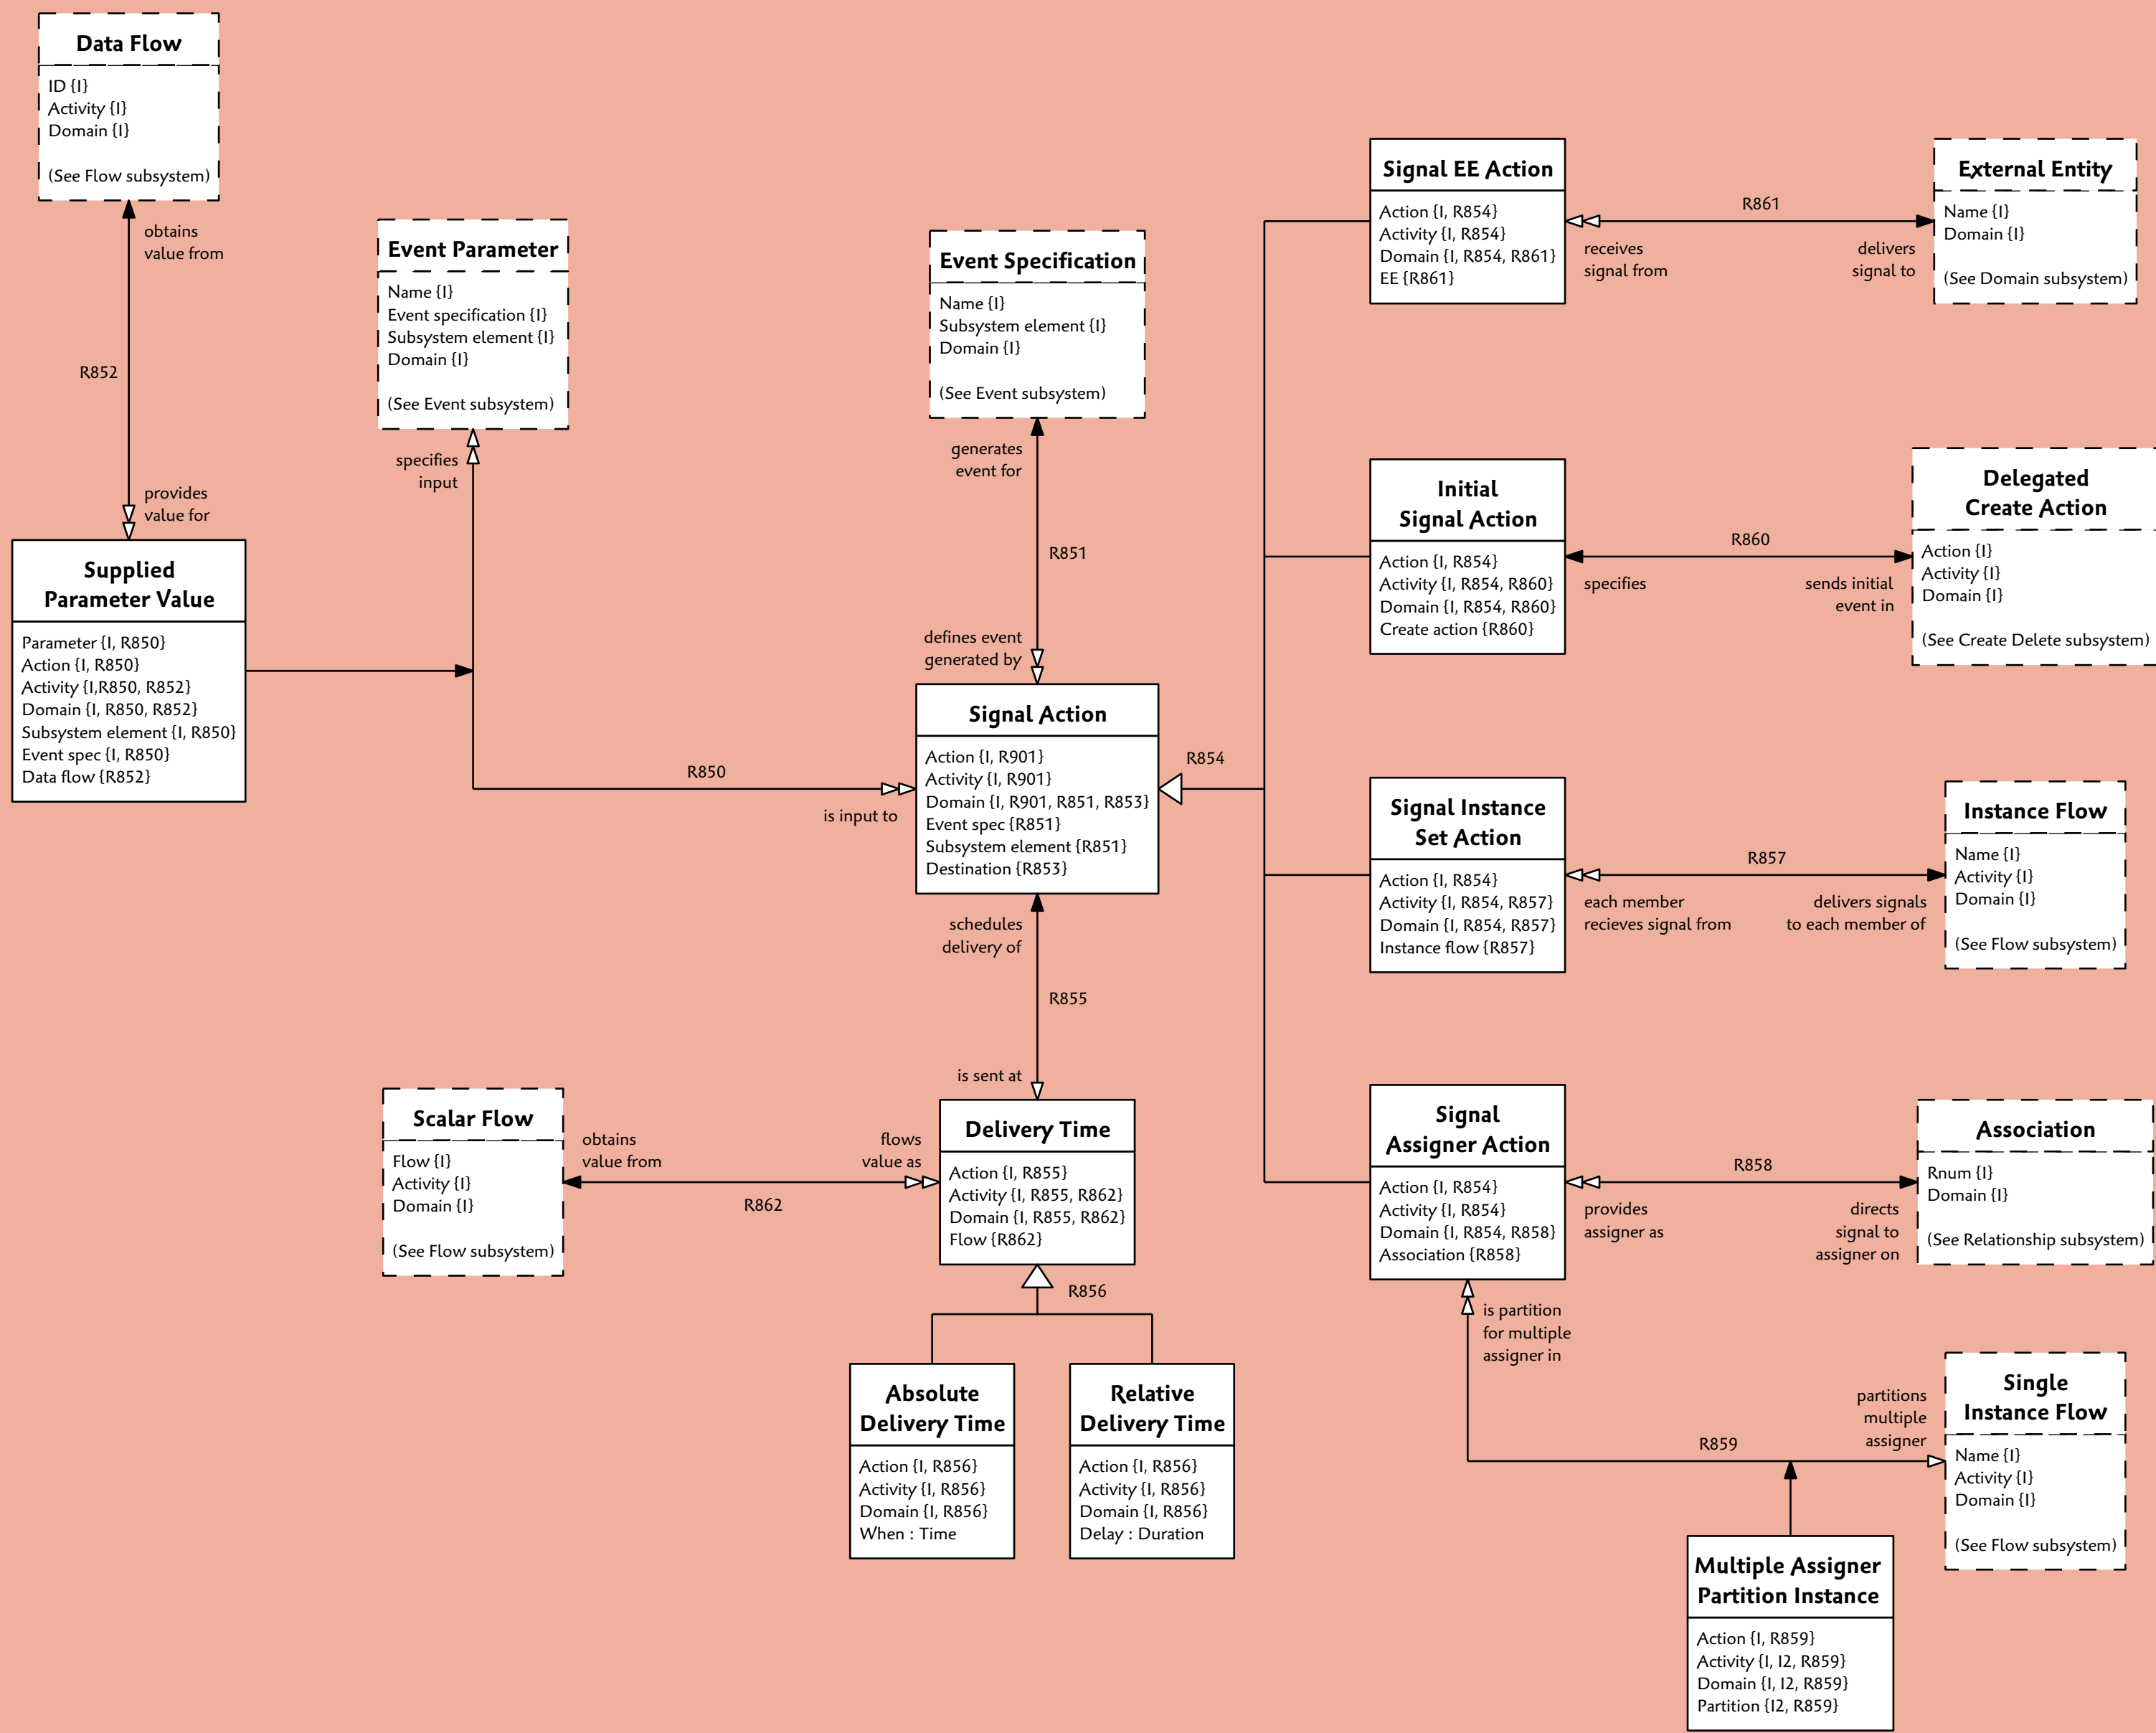 Data Flow
ID {I}
Activity {I}
Domain {I}
(See Flow subsystem)
obtains
value from
R852
provides
value for
Supplied
Parameter Value
Parameter {I, R850}
Action {I, R850}
Activity {I,R850, R852}
Domain {I, R850, R852}
Subsystem element {I, R850}
Event spec {I, R850}
Data flow {R852}
Event Parameter
Name {I}
Event specification {I}
Subsystem element {I}
Domain {I}
(See Event subsystem)
specifies
input
R850
is input to
Event Specification
Name {I}
Subsystem element {I}
Domain {I}
(See Event subsystem)
generates
event for
R851
defines event
generated by
Signal Action
Action {I, R901}
Activity {I, R901}
Domain {I, R901, R851, R853}
Event spec {R851}
Subsystem element {R851}
Destination {R853}
R854
schedules
delivery of
R855
is sent at
Scalar Flow
Flow {I}
Activity {I}
Domain {I}
(See Flow subsystem)
obtains
value from
R862
flows
value as
Delivery Time
Action {I, R855}
Activity {I, R855, R862}
Domain {I, R855, R862}
Flow {R862}
R856
Absolute
Delivery Time
Action {I, R856}
Activity {I, R856}
Domain {I, R856}
When : Time
Relative
Delivery Time
Action {I, R856}
Activity {I, R856}
Domain {I, R856}
Delay : Duration
Signal EE Action
Action {I, R854}
Activity {I, R854}
Domain {I, R854, R861}
EE {R861}
R861
receives
signal from
delivers
signal to
External Entity
Name {I}
Domain {I}
(See Domain subsystem)
Initial
Signal Action
Action {I, R854}
Activity {I, R854, R860}
Domain {I, R854, R860}
Create action {R860}
R860
specifies
sends initial
event in
Delegated
Create Action
Action {I}
Activity {I}
Domain {I}
(See Create Delete subsystem)
Signal Instance
Set Action
Action {I, R854}
Activity {I, R854, R857}
Domain {I, R854, R857}
Instance flow {R857}
R857
each member
recieves signal from
delivers signals
to each member of
Instance Flow
Name {I}
Activity {I}
Domain {I}
(See Flow subsystem)
Signal
Assigner Action
Action {I, R854}
Activity {I, R854}
Domain {I, R854, R858}
Association {R858}
R858
provides
assigner as
directs
signal to
assigner on
Association
Rnum {I}
Domain {I}
(See Relationship subsystem)
is partition
for multiple
assigner in
R859
partitions
multiple
assigner
Single
Instance Flow
Name {I}
Activity {I}
Domain {I}
(See Flow subsystem)
Multiple Assigner
Partition Instance
Action {I, R859}
Activity {I, I2, R859}
Domain {I, I2, R859}
Partition {I2, R859}